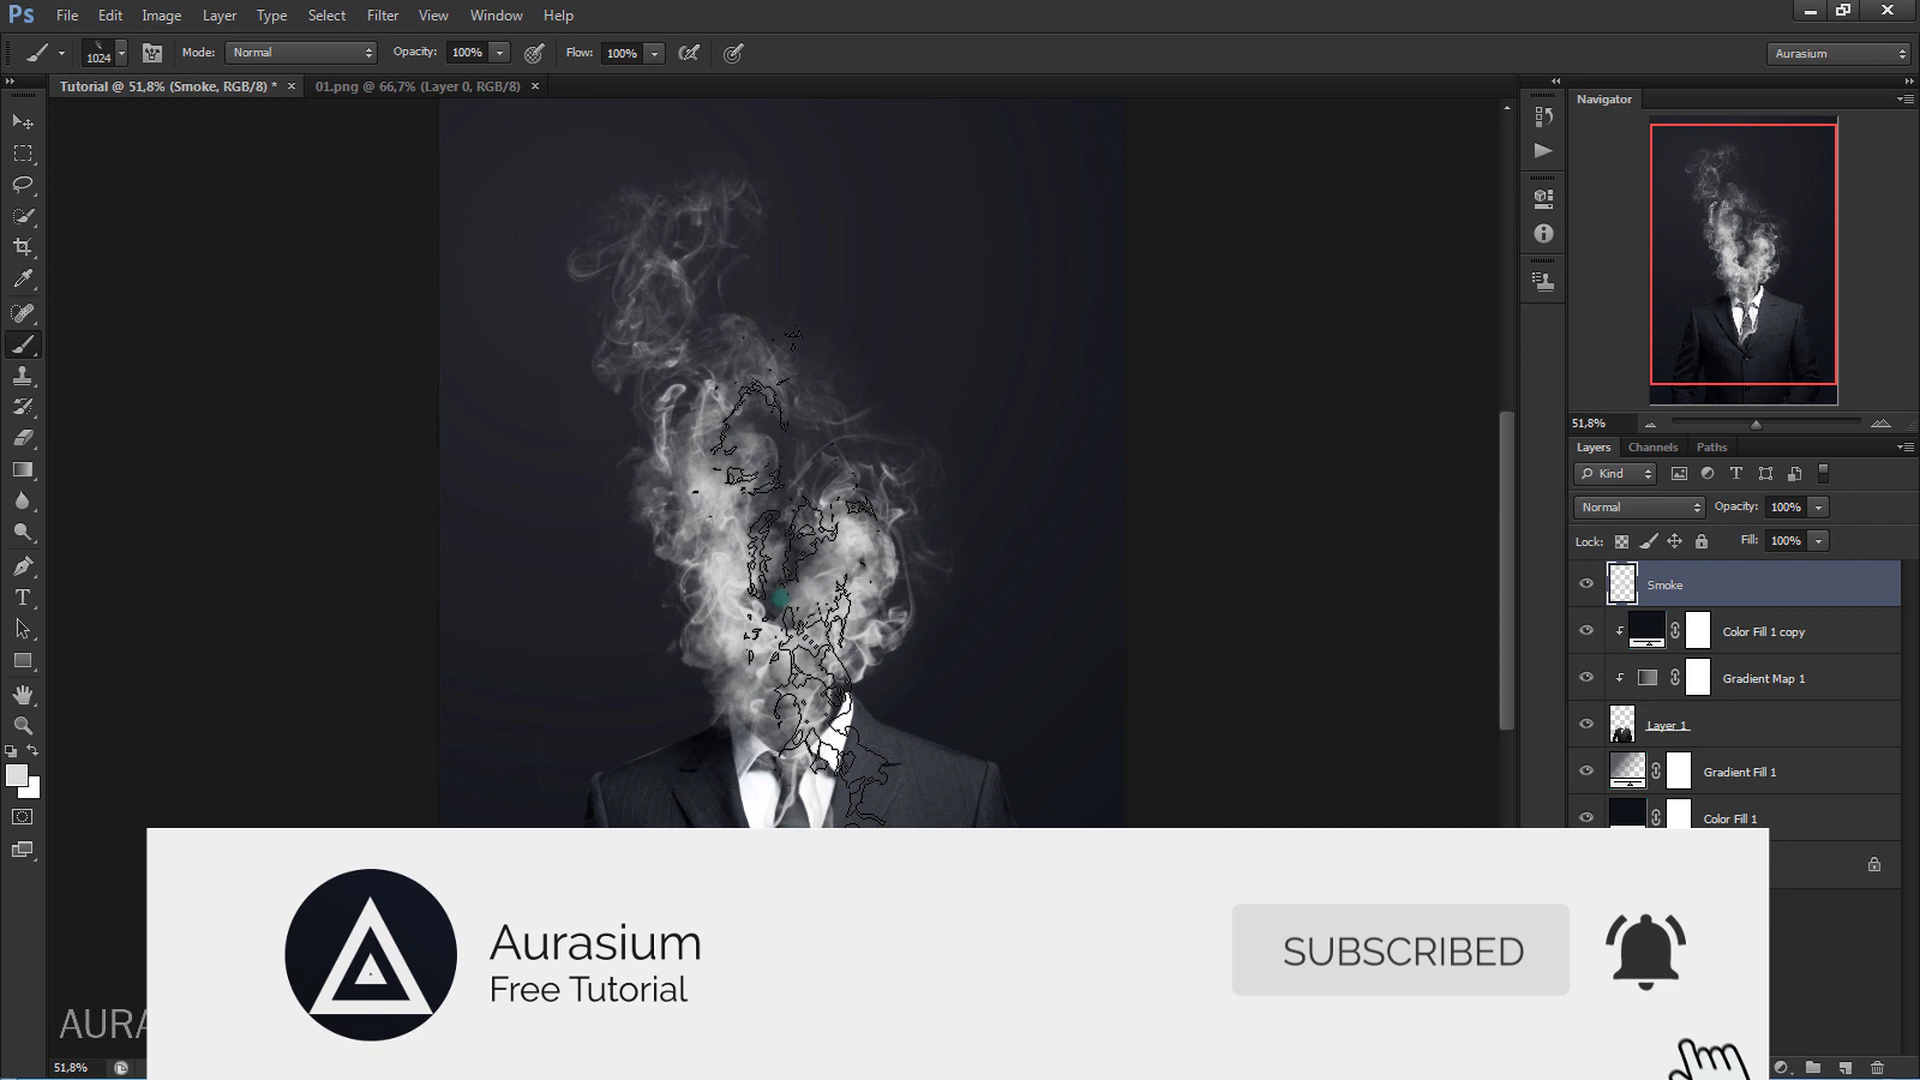 Ps File Edit Image Layer Type Select Filter View Window Help
1024 Mode: Normal Opacity: 100% Flow: 100% Aurasium
Tutorial @ 51,8% (Smoke, RGB/8) * × 01.png @ 66,7% (Layer 0, RGB/8) ×
Navigator
51,8%
Layers Channels Paths
Kind
Normal Opacity: 100%
Lock: Fill: 100%
Smoke
Color Fill 1 copy
Gradient Map 1
Layer 1
Gradient Fill 1
Color Fill 1
Aurasium
Free Tutorial
SUBSCRIBED
AURA
51,8%